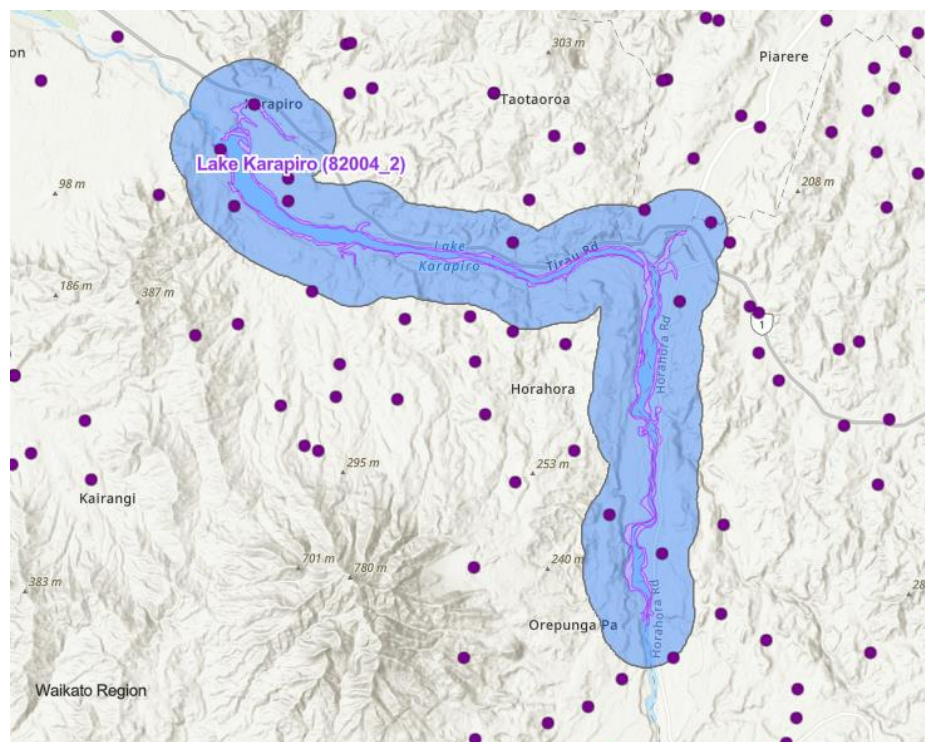 on
303 m
Piarere
Taotaoroa
Karapiro
Lake Karapiro (82004_2)
98 m
208 m
Lake
Karapiro
Tirau Rd
186 m
387 m
1
Horahora Rd
Horahora
295 m
253 m
Kairangi
701 m
780 m
240 m
383 m
28
Horahora Rd
Orepunga Pa
Waikato Region